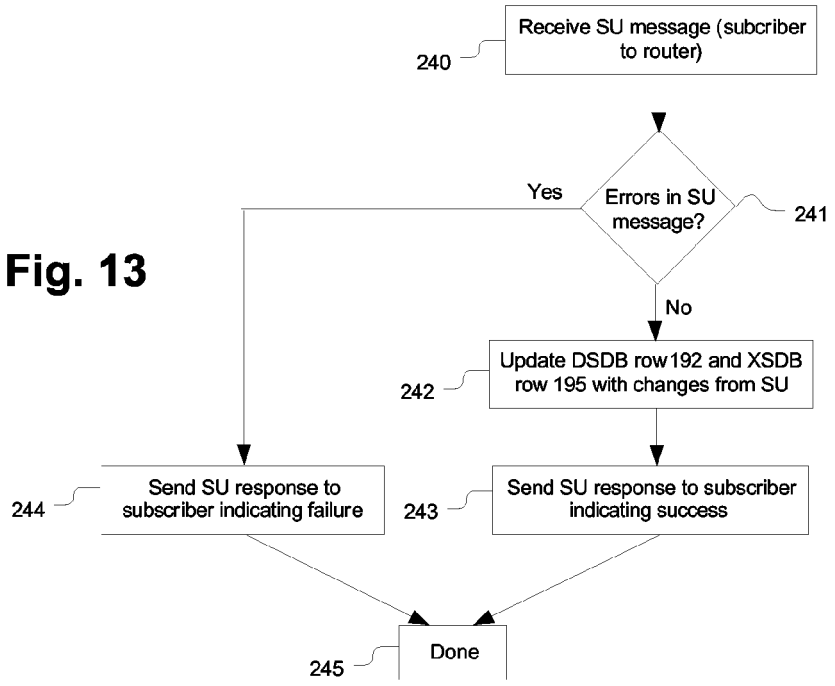 Receive SU message (subcriber
to router)
240
Errors in SU
message?
241
Yes
No
Fig. 13
Update DSDB row192 and XSDB
row 195 with changes from SU
242
Send SU response to
subscriber indicating failure
244
Send SU response to subscriber
indicating success
243
Done
245